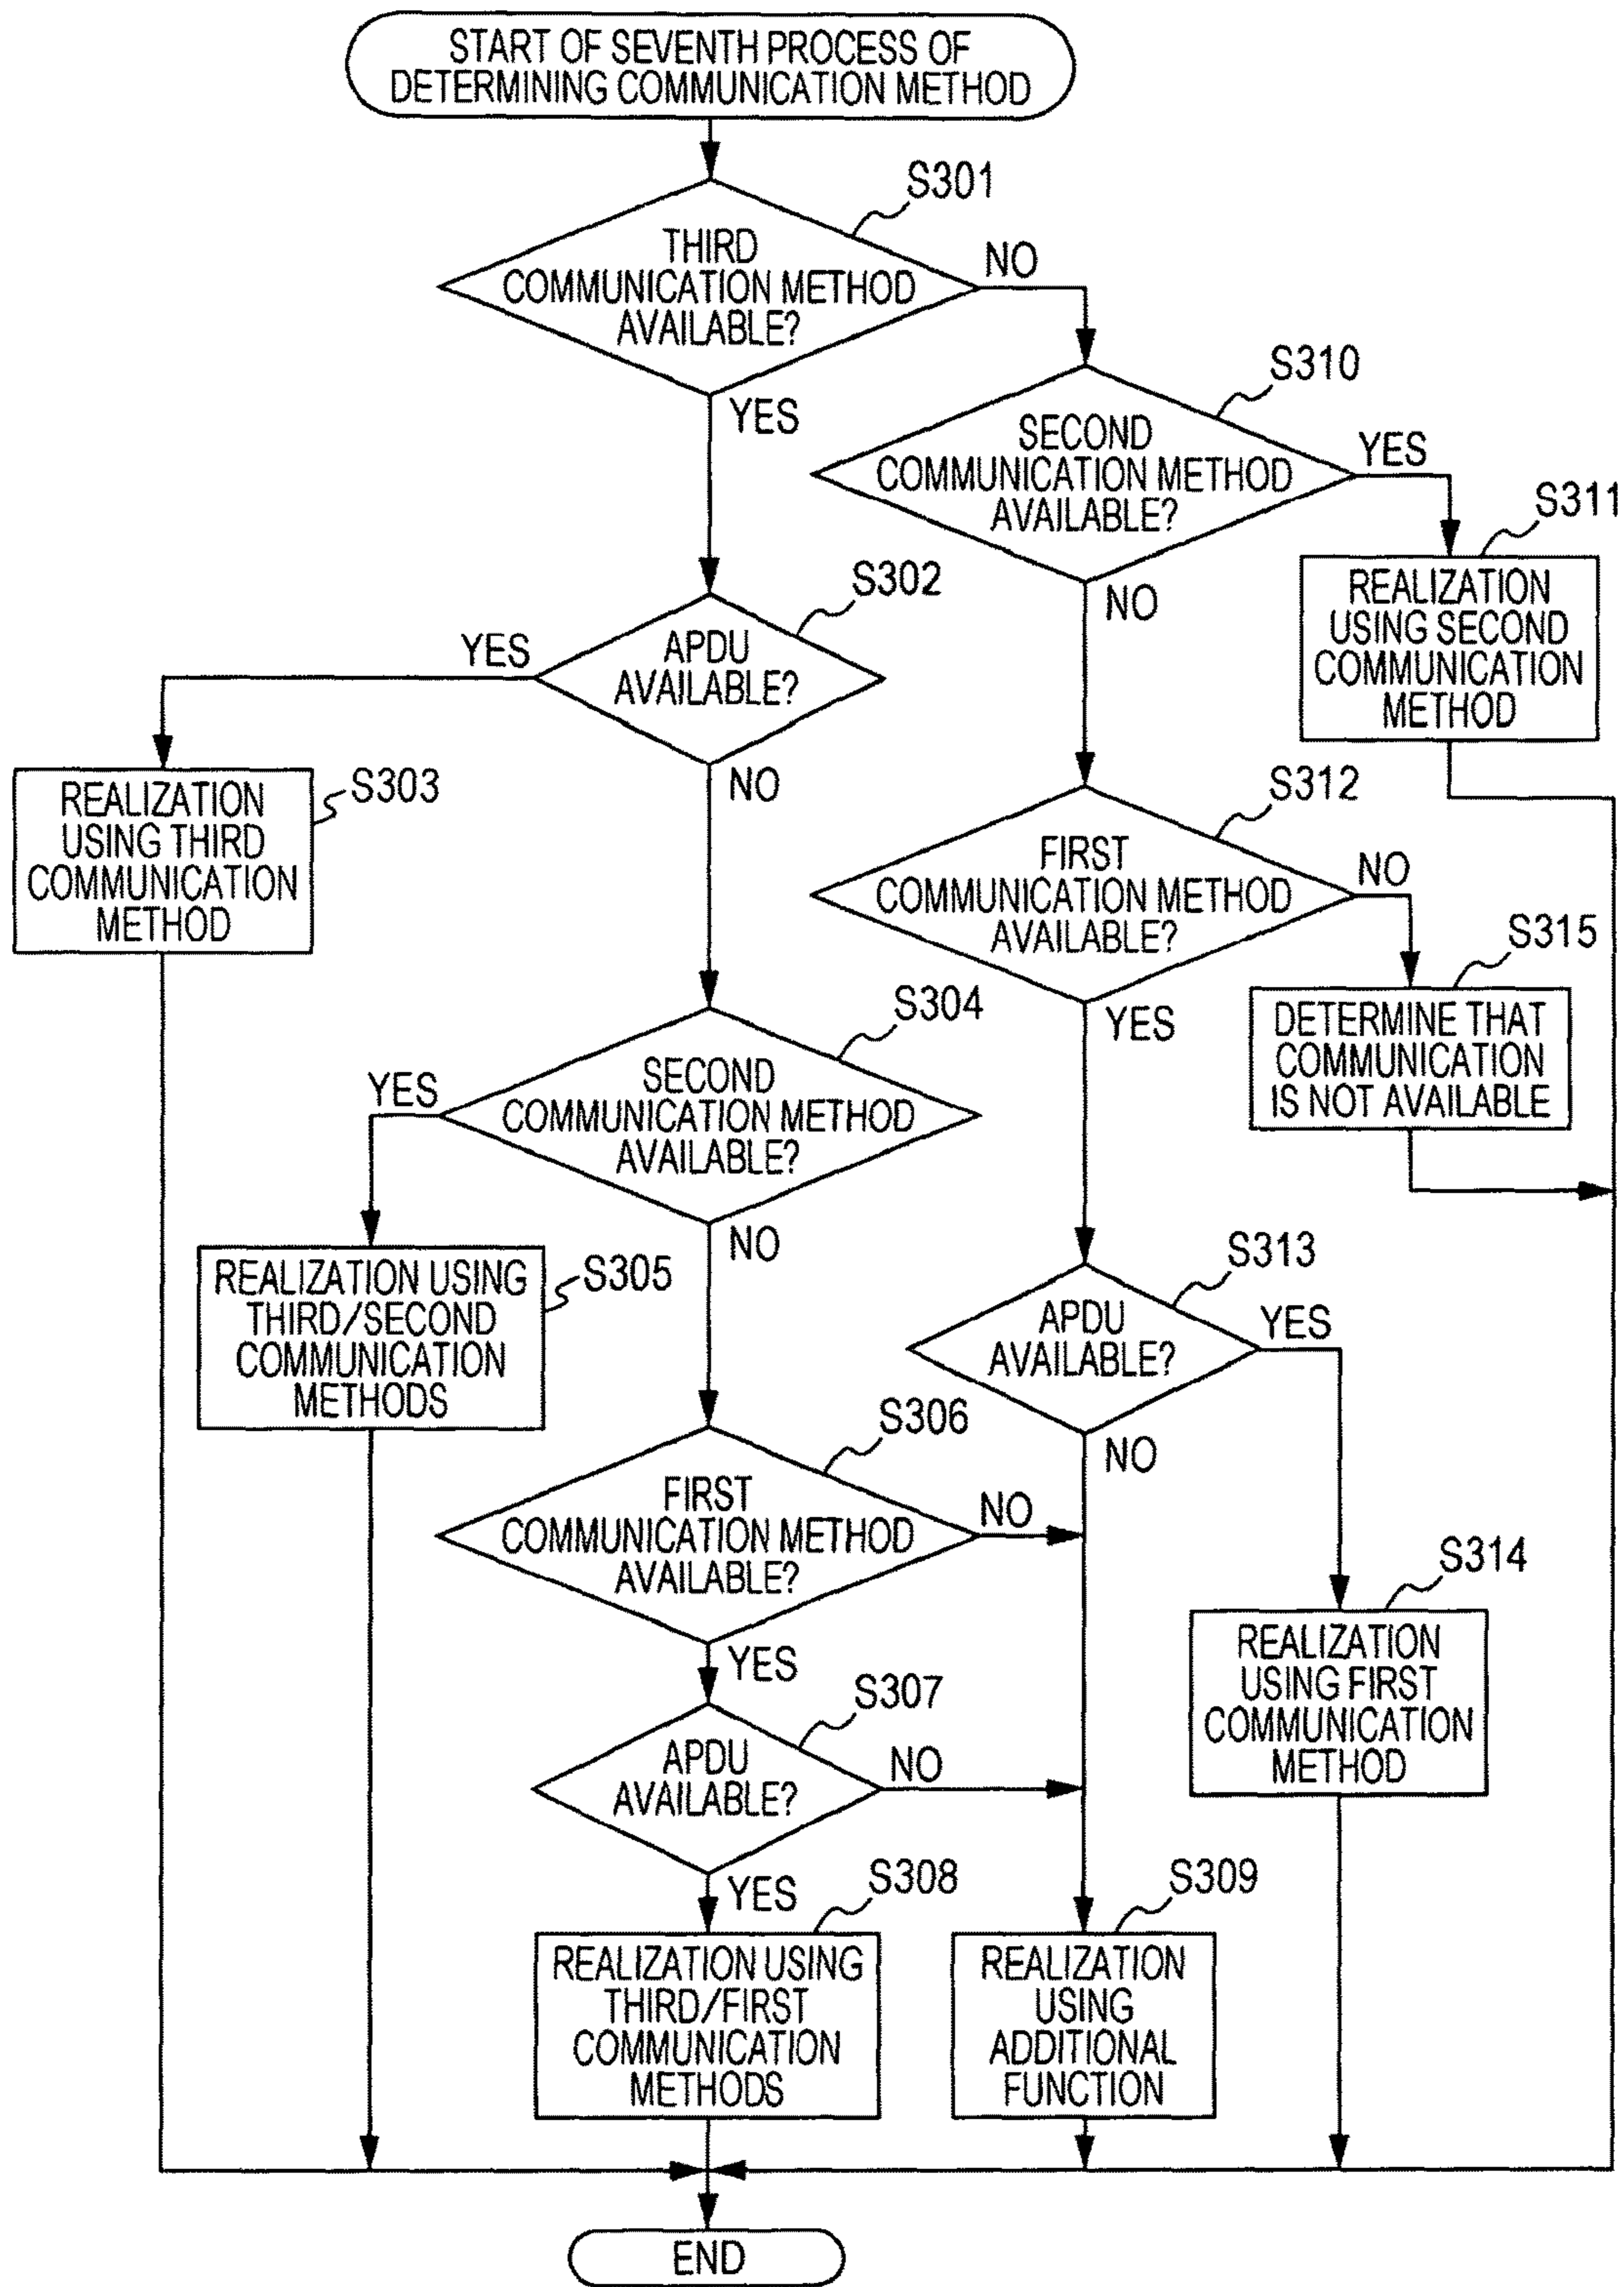 START OF SEVENTH PROCESS OF
DETERMINING COMMUNICATION METHOD
S301
THIRD
COMMUNICATION METHOD
AVAILABLE?
NO
YES
S310
SECOND
COMMUNICATION METHOD
AVAILABLE?
YES
NO
S311
REALIZATION
USING SECOND
COMMUNICATION
METHOD
S302
APDU
AVAILABLE?
YES
NO
S303
REALIZATION
USING THIRD
COMMUNICATION
METHOD
S312
FIRST
COMMUNICATION METHOD
AVAILABLE?
NO
YES
S315
DETERMINE THAT
COMMUNICATION
IS NOT AVAILABLE
S304
SECOND
COMMUNICATION METHOD
AVAILABLE?
YES
NO
S305
REALIZATION USING
THIRD/SECOND
COMMUNICATION
METHODS
S313
APDU
AVAILABLE?
YES
NO
S306
FIRST
COMMUNICATION METHOD
AVAILABLE?
NO
YES
S314
REALIZATION
USING FIRST
COMMUNICATION
METHOD
S307
APDU
AVAILABLE?
NO
YES
S308
REALIZATION USING
THIRD/FIRST
COMMUNICATION
METHODS
S309
REALIZATION
USING
ADDITIONAL
FUNCTION
END